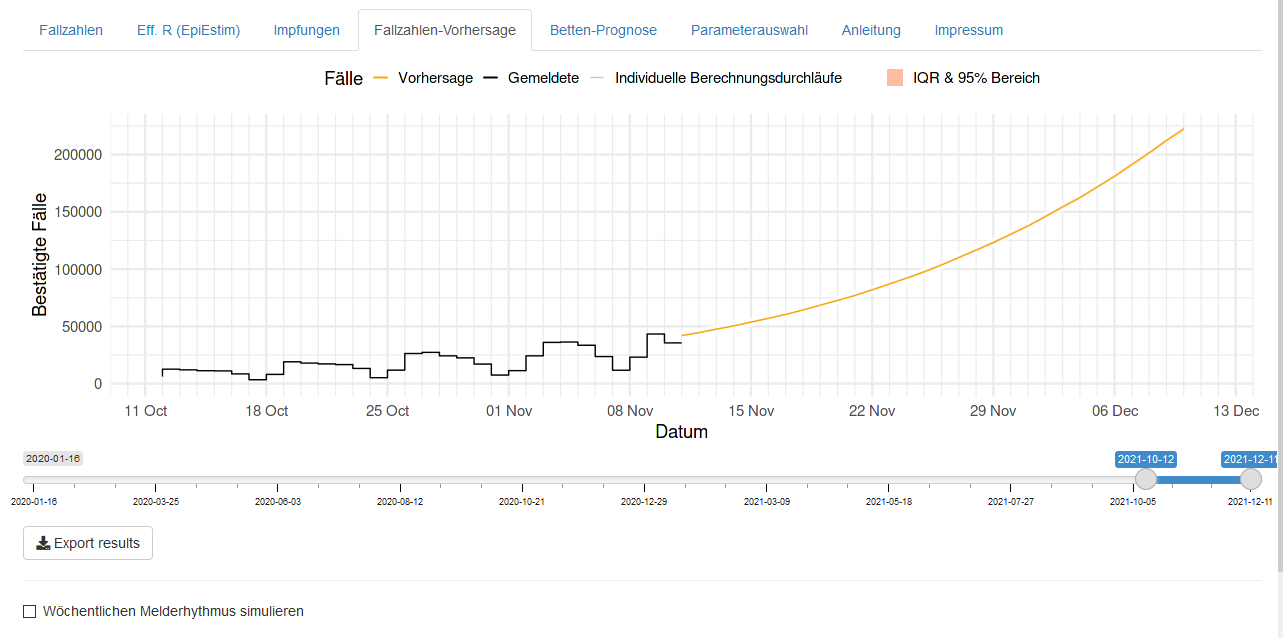 Fallzahlen Eff. R (EpiEstim) Impfungen Fallzahlen-Vorhersage Betten-Prognose Parameterauswahl Anleitung Impressum
Fälle Vorhersage Gemeldete Individuelle Berechnungsdurchläufe IQR & 95% Bereich
Bestätigte Fälle
200000
150000
100000
50000
0
11 Oct 18 Oct 25 Oct 01 Nov 08 Nov 15 Nov 22 Nov 29 Nov 06 Dec 13 Dec
Datum
2020-01-16 2021-10-12 2021-12-11
2020-01-16 2020-03-25 2020-06-03 2020-08-12 2020-10-21 2020-12-29 2021-03-09 2021-05-18 2021-07-27 2021-10-05 2021-12-11
Export results
Wöchentlichen Melderhythmus simulieren